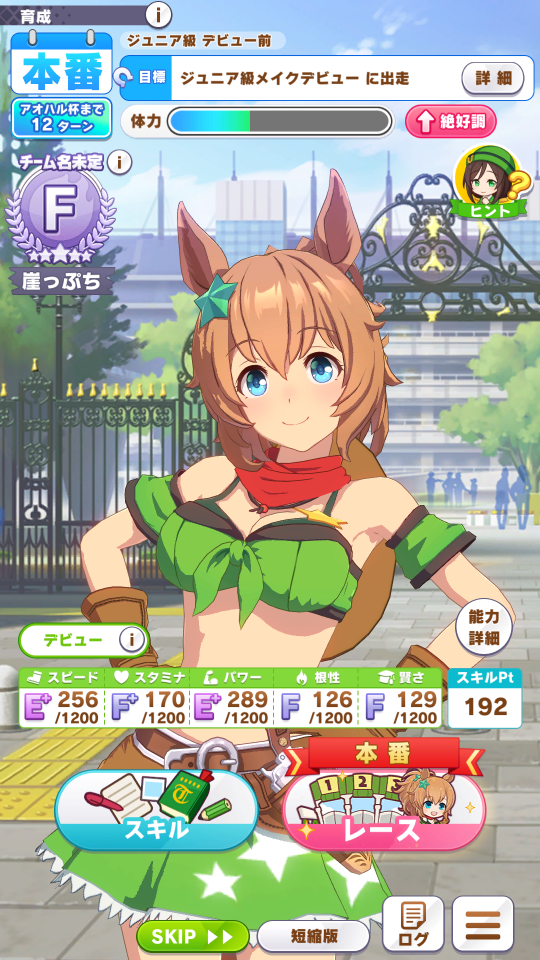 育成
i
本番
アオハル杯まで
12 ターン
ジュニア級 デビュー前
目標
ジュニア級メイクデビュー に出走
詳細
体力
絶好調
チーム名未定
i
F
崖っぷち
?
ヒント
デビュー
i
能力
詳細
スピード
スタミナ
パワー
根性
賢さ
スキルPt
E+ 256
/1200
F+ 170
/1200
E+ 289
/1200
F 126
/1200
F 129
/1200
192
スキル
本番
1 2
レース
SKIP
短縮版
ログ